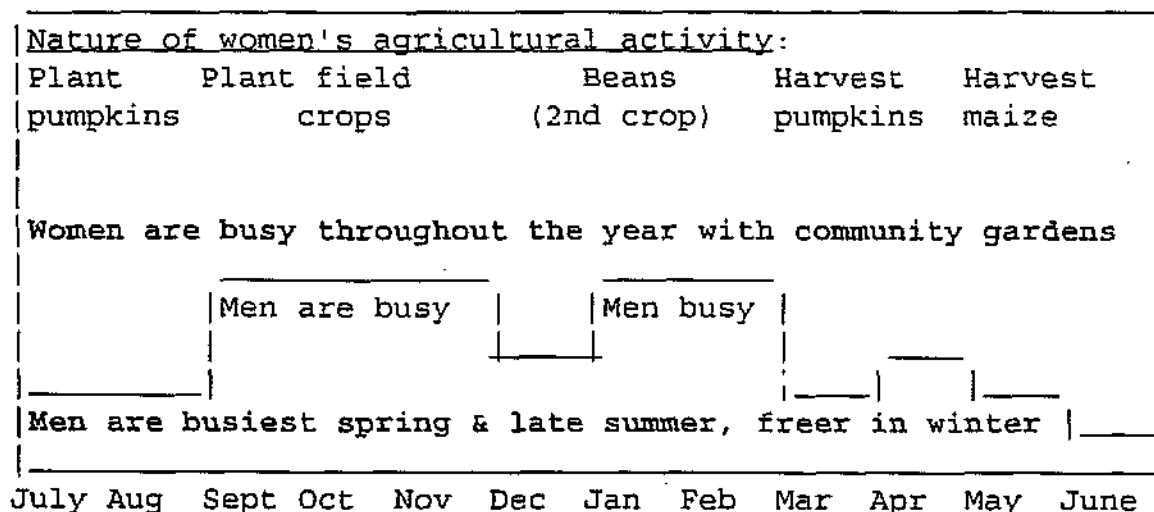 Nature of women's agricultural activity:
Plant Plant field Beans Harvest Harvest
pumpkins crops (2nd crop) pumpkins maize
Women are busy throughout the year with community gardens
Men are busy Men busy
Men are busiest spring & late summer, freer in winter
July Aug Sept Oct Nov Dec Jan Feb Mar Apr May June